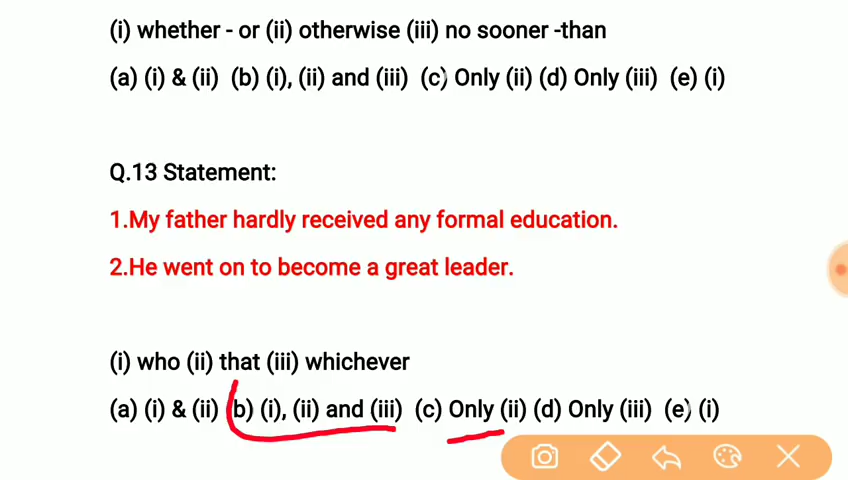 (i) whether - or (ii) otherwise (iii) no sooner -than
(a) (i) & (ii) (b) (i), (ii) and (iii) (c) Only (ii) (d) Only (iii) (e) (i)
Q.13 Statement:
1.My father hardly received any formal education.
2.He went on to become a great leader.
(i) who (ii) that (iii) whichever
(a) (i) & (ii) (b) (i), (ii) and (iii) (c) Only (ii) (d) Only (iii) (e) (i)